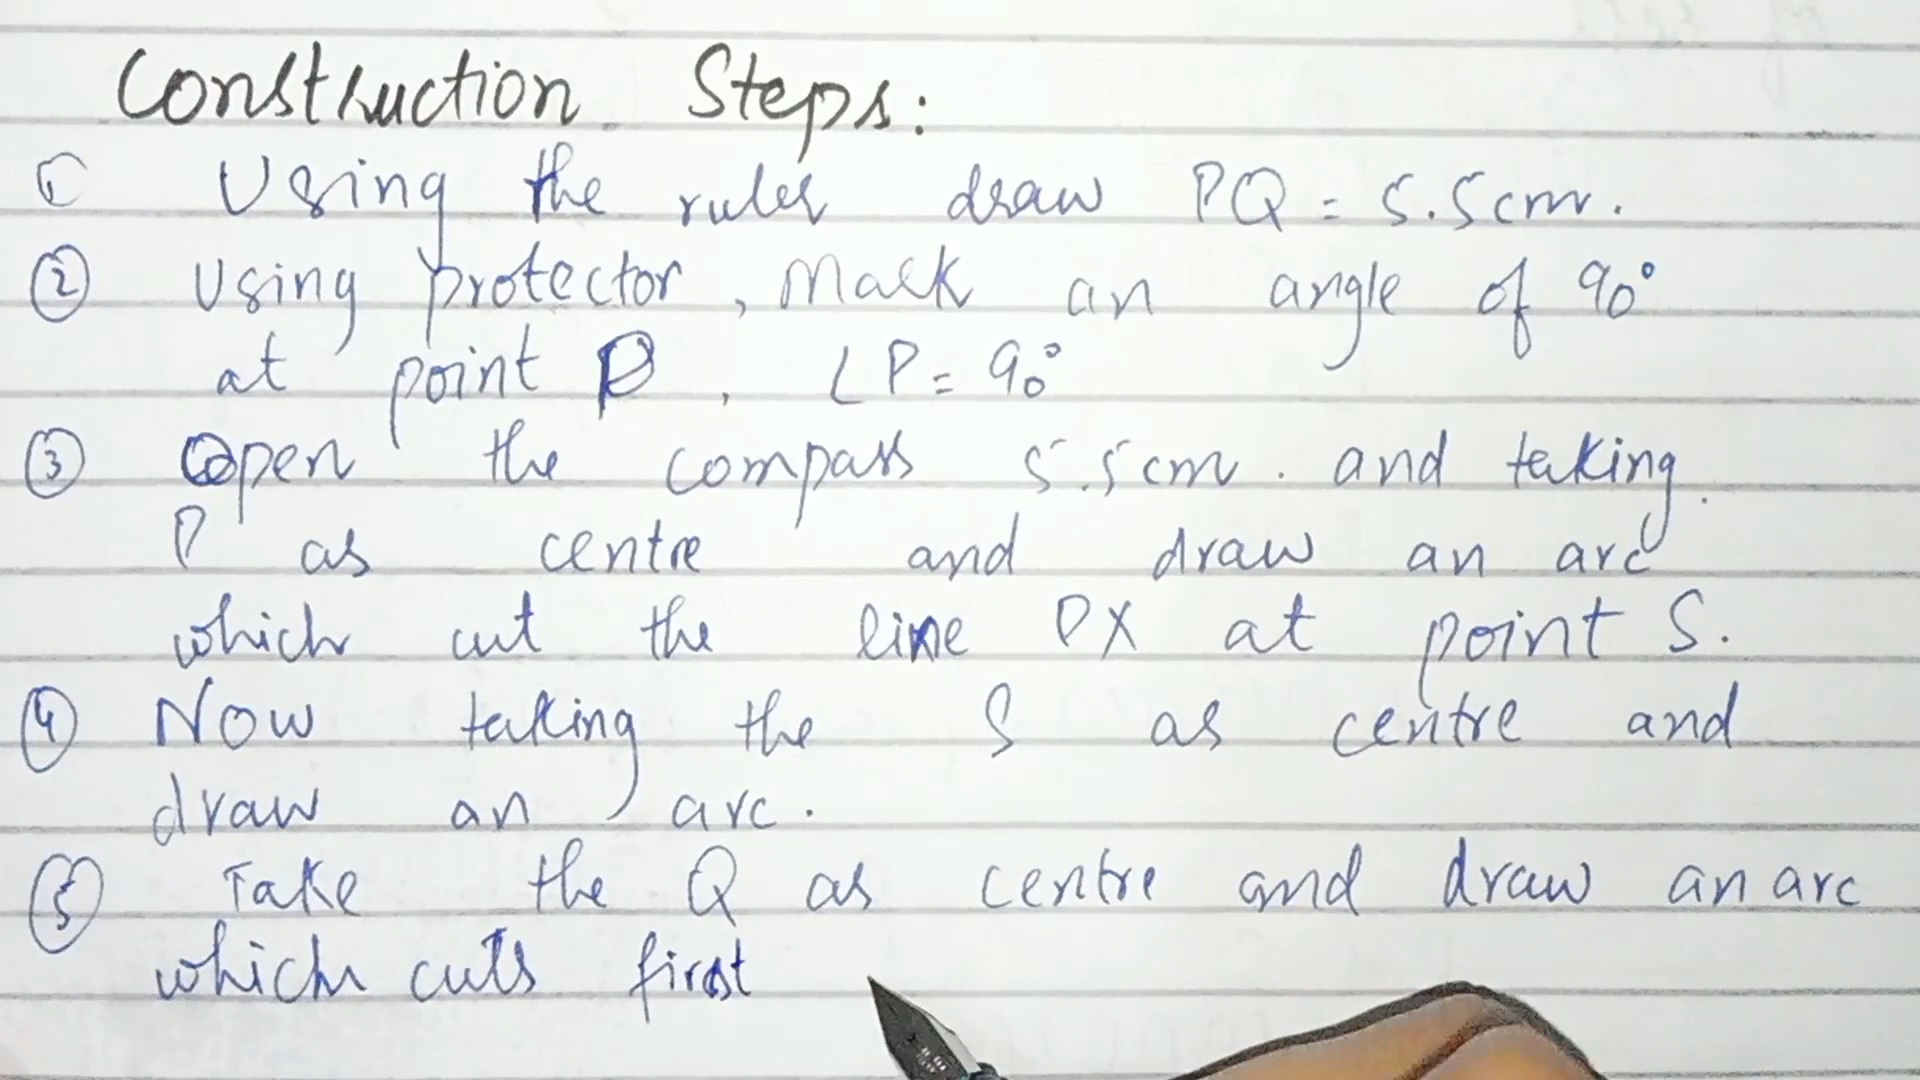 Construction Steps:
① Using the ruler draw PQ = 5.5cm.
② Using protector, Mark an angle of 90°
at point P, ∠P = 90°
③ Open the compass 5.5cm. and taking
P as centre and draw an arc
which cut the line PX at point S.
④ Now taking the S as centre and
draw an arc.
⑤ Take the Q as centre and draw an arc
which cuts first